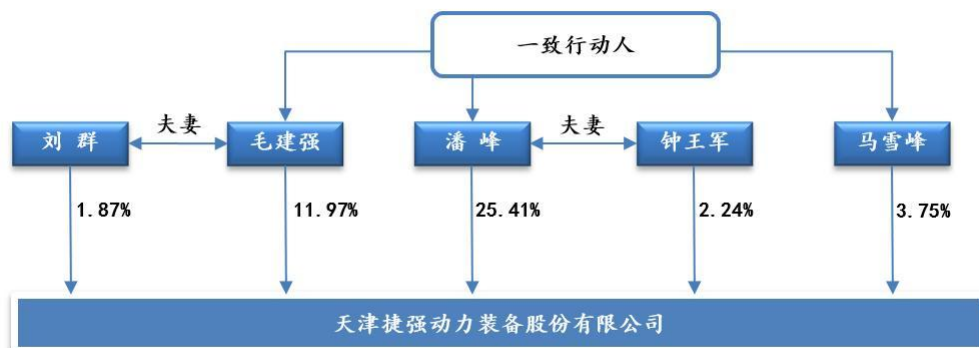 一致行动人
夫妻
夫妻
刘 群
毛建强
潘 峰
钟王军
马雪峰
1.87%
11.97%
25.41%
2.24%
3.75%
天津捷强动力装备股份有限公司